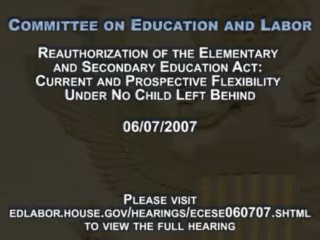 Committee on Education and Labor
Reauthorization of the Elementary
and Secondary Education Act:
Current and Prospective Flexibility
Under No Child Left Behind
06/07/2007
Please visit
edlabor.house.gov/hearings/ecese060707.shtml
to view the full hearing